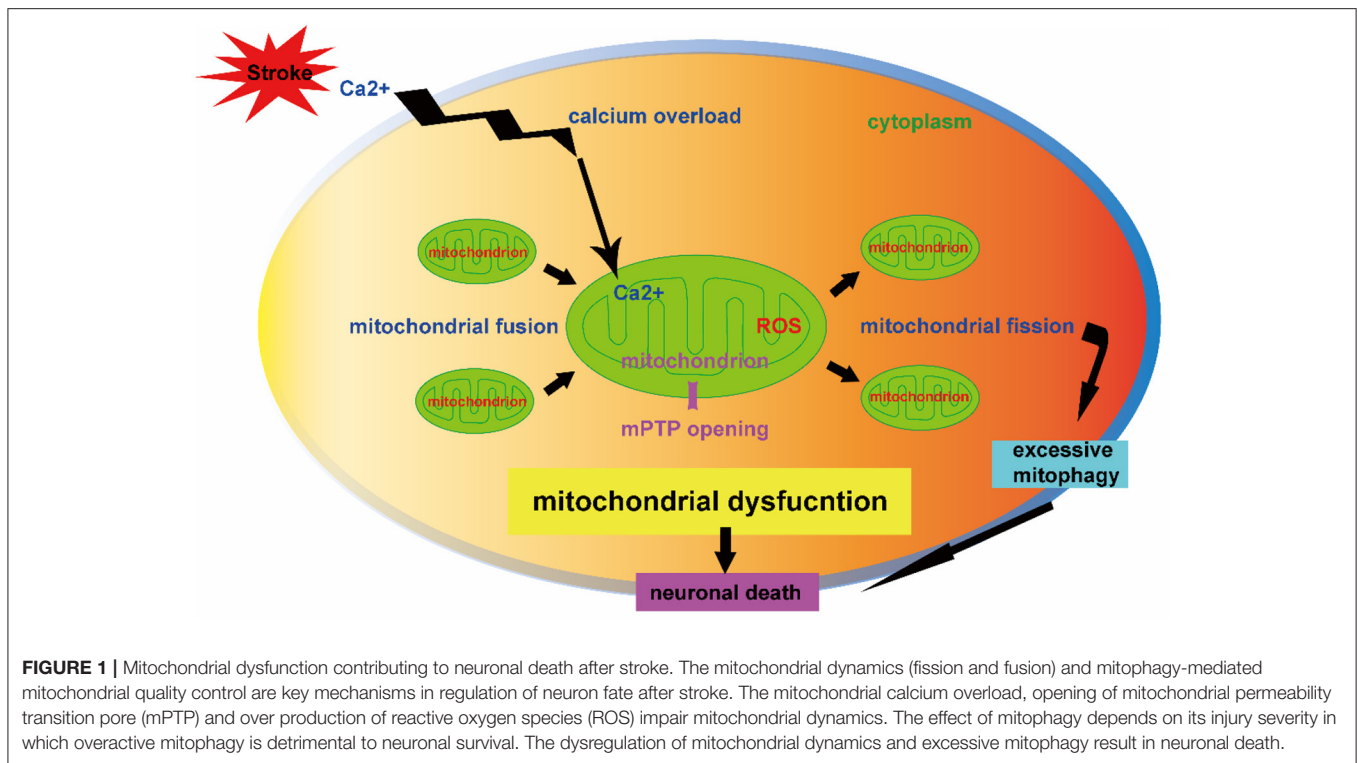 Stroke
Ca2+
calcium overload
cytoplasm
mitochondrion
mitochondrion
Ca2+
mitochondrial fusion
ROS
mitochondrial fission
mitochondrion
mitochondrion
mitochondrion
mPTP opening
excessive
mitophagy
mitochondrial dysfucntion
neuronal death
FIGURE 1 | Mitochondrial dysfunction contributing to neuronal death after stroke. The mitochondrial dynamics (fission and fusion) and mitophagy-mediated
mitochondrial quality control are key mechanisms in regulation of neuron fate after stroke. The mitochondrial calcium overload, opening of mitochondrial permeability
transition pore (mPTP) and over production of reactive oxygen species (ROS) impair mitochondrial dynamics. The effect of mitophagy depends on its injury severity in
which overactive mitophagy is detrimental to neuronal survival. The dysregulation of mitochondrial dynamics and excessive mitophagy result in neuronal death.